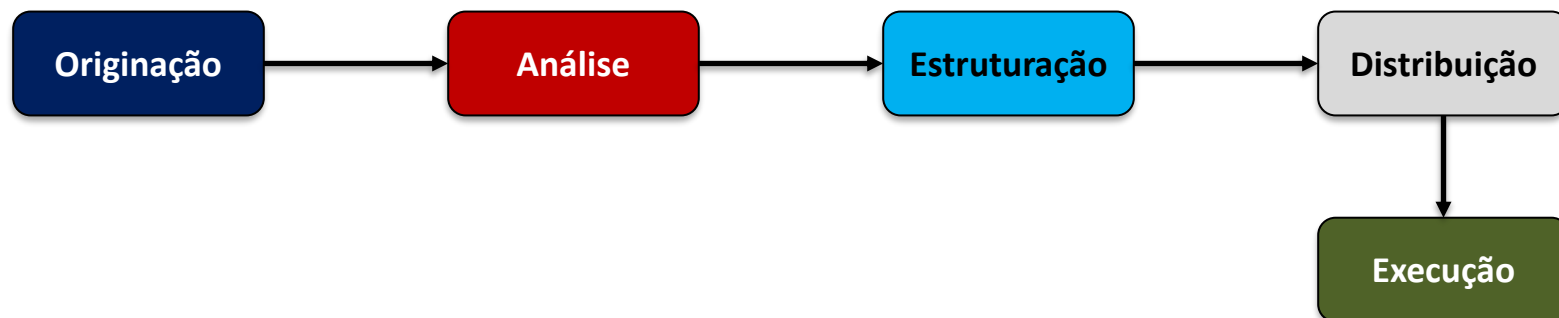 Originação
Análise
Estruturação
Distribuição
Execução